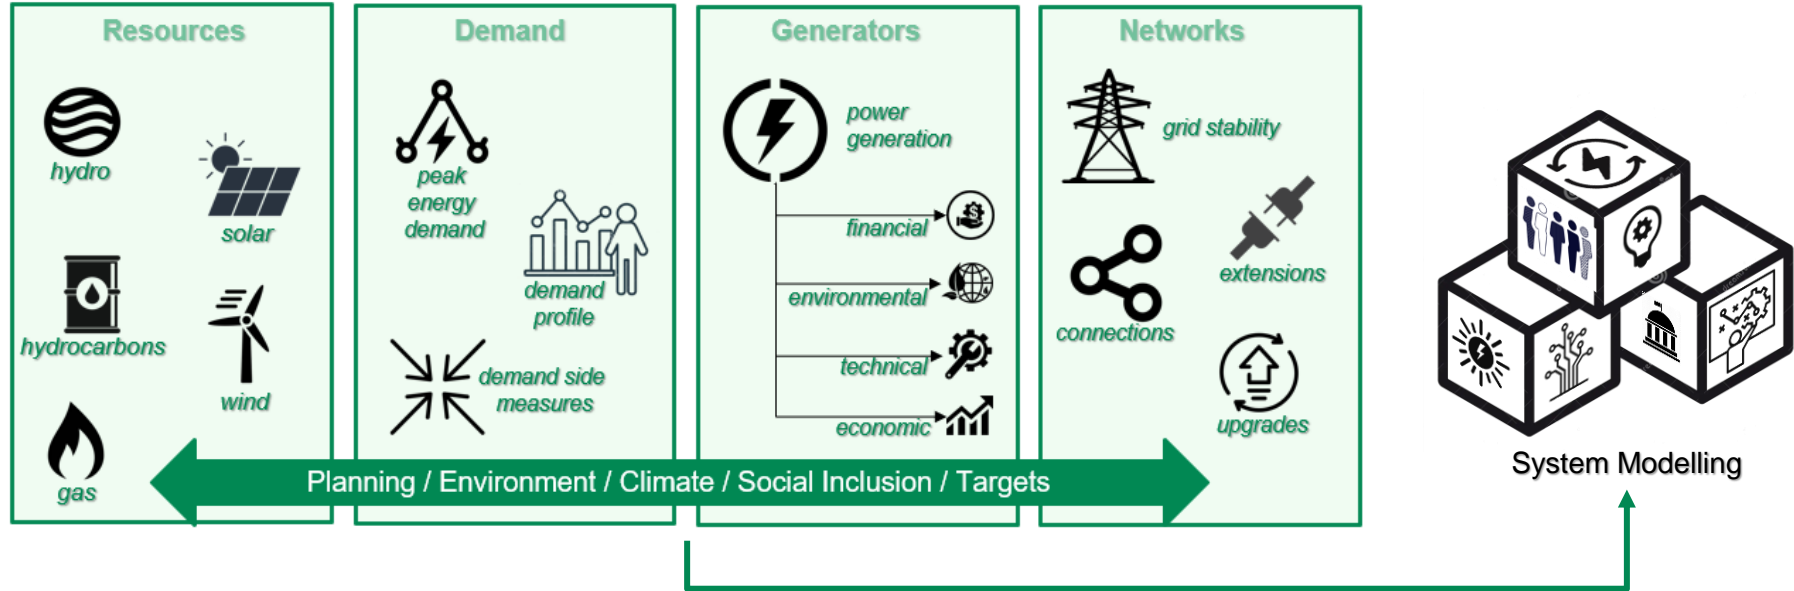 Resources
hydro
solar
hydrocarbons
wind
gas
Demand
peak
energy
demand
demand
profile
demand side
measures
Generators
power
generation
financial
environmental
technical
economic
Networks
grid stability
extensions
connections
upgrades
Planning / Environment / Climate / Social Inclusion / Targets
System Modelling